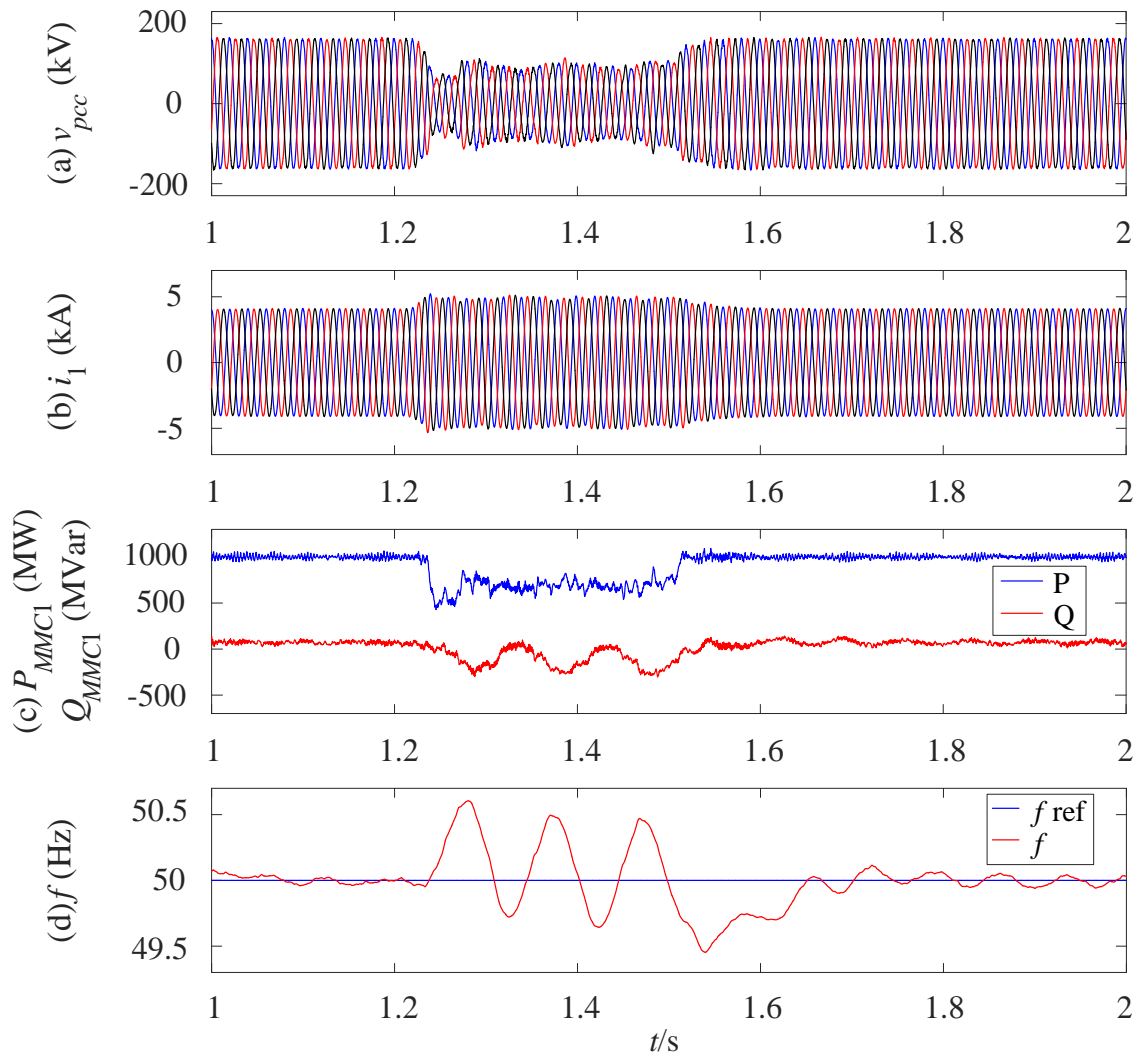 (a) v_pcc (kV)
200
0
-200
1 1.2 1.4 1.6 1.8 2
(b) i_1 (kA)
5
0
-5
1 1.2 1.4 1.6 1.8 2
(c) P_MMC1 (MW)
Q_MMC1 (MVar)
1000
500
0
-500
P
Q
1 1.2 1.4 1.6 1.8 2
(d) f (Hz)
50.5
50
49.5
f ref
f
1 1.2 1.4 1.6 1.8 2
t/s